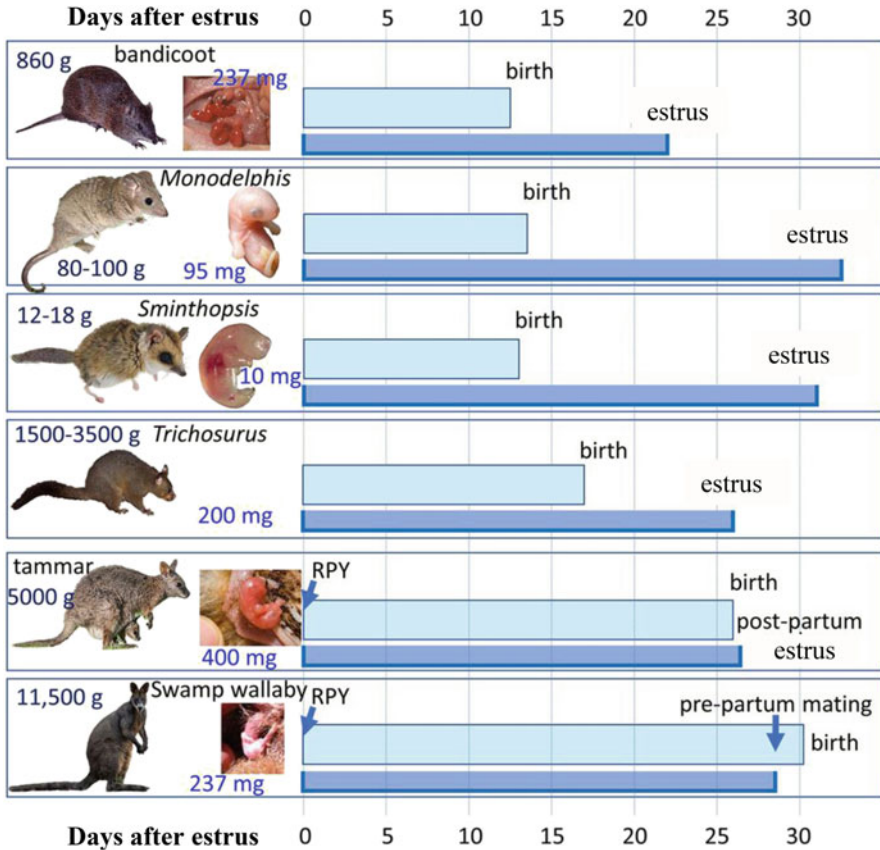 Days after estrus 0 5 10 15 20 25 30
bandicoot
860 g
237 mg
birth
estrus
Monodelphis
birth
estrus
80-100 g
95 mg
Sminthopsis
12-18 g
birth
estrus
10 mg
1500-3500 g Trichosurus
birth
estrus
200 mg
tammar
RPY
5000 g
birth
post-partum
estrus
400 mg
Swamp wallaby
11,500 g
RPY
pre-partum mating
birth
237 mg
Days after estrus 0 5 10 15 20 25 30